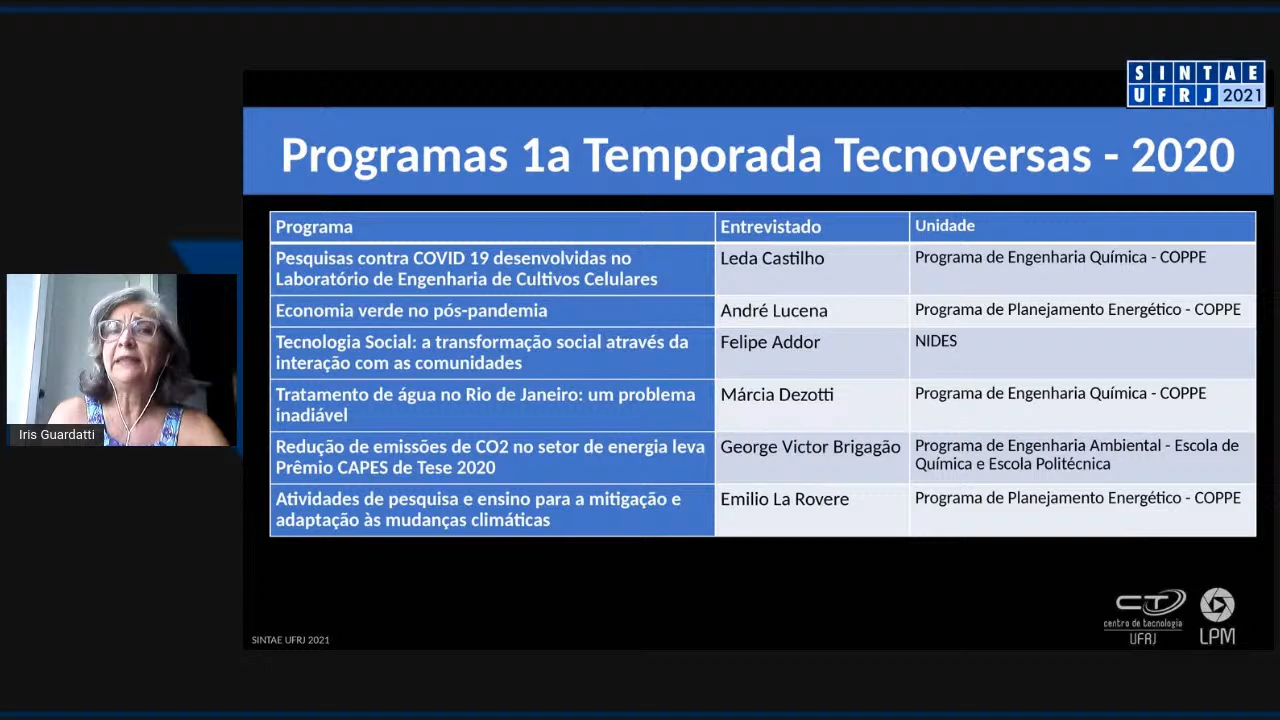 SINTAE
UFRJ 2021
Programas 1a Temporada Tecnoversas - 2020
Programa Entrevistado Unidade
Pesquisas contra COVID 19 desenvolvidas no
Laboratório de Engenharia de Cultivos Celulares
Leda Castilho
Programa de Engenharia Química - COPPE
Economia verde no pós-pandemia
André Lucena
Programa de Planejamento Energético - COPPE
Tecnologia Social: a transformação social através da
interação com as comunidades
Felipe Addor
NIDES
Tratamento de água no Rio de Janeiro: um problema
inadiável
Márcia Dezotti
Programa de Engenharia Química - COPPE
Redução de emissões de CO2 no setor de energia leva
Prêmio CAPES de Tese 2020
George Victor Brigagão
Programa de Engenharia Ambiental - Escola de
Química e Escola Politécnica
Atividades de pesquisa e ensino para a mitigação e
adaptação às mudanças climáticas
Emilio La Rovere
Programa de Planejamento Energético - COPPE
Iris Guardatti
SINTAE UFRJ 2021
CT
centro de tecnologia
UFRJ
LPM